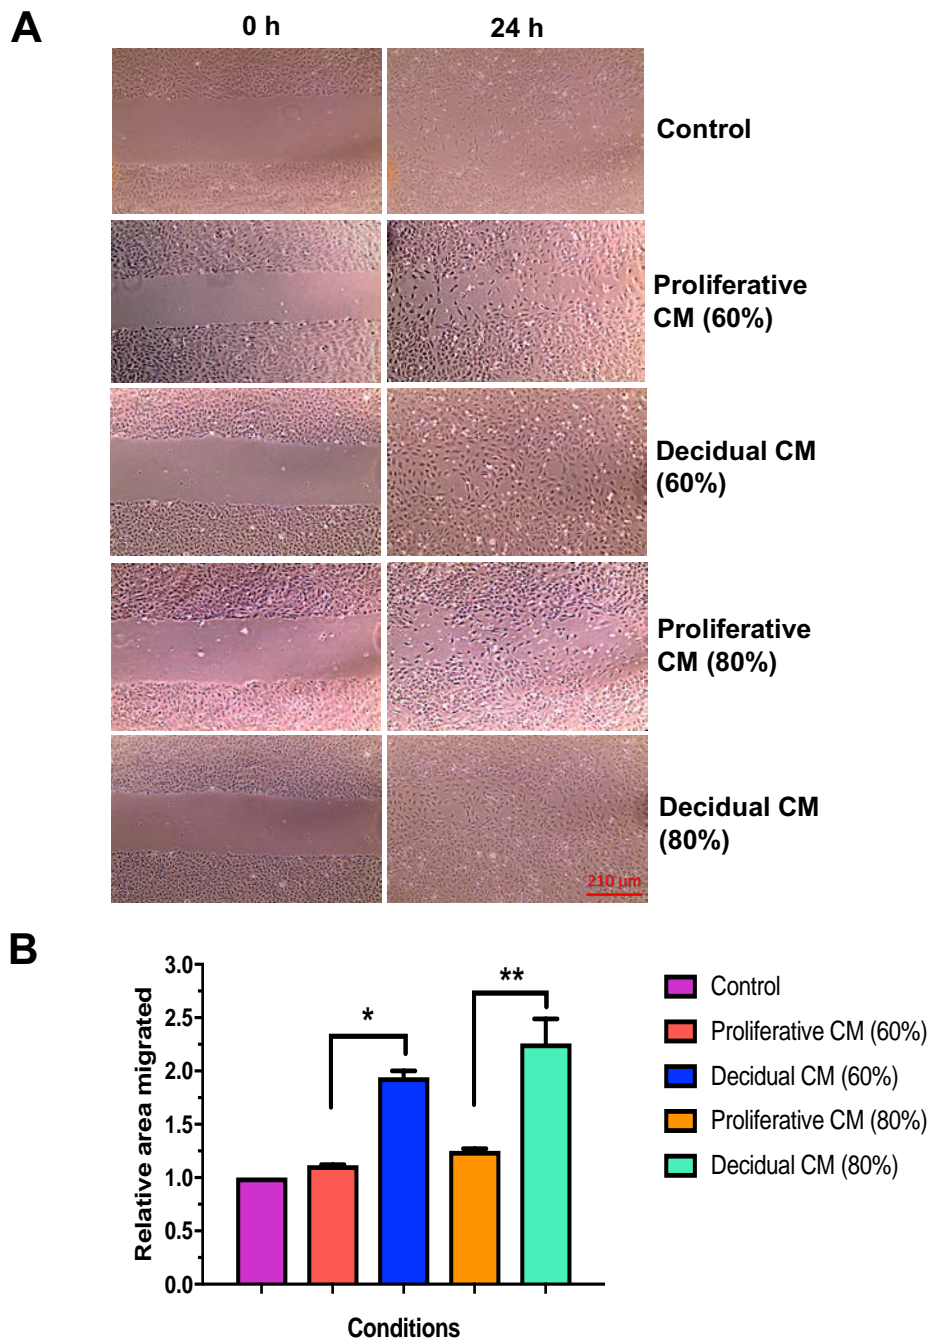 A
0 h
24 h
Control
Proliferative
CM (60%)
Decidual CM
(60%)
Proliferative
CM (80%)
Decidual CM
(80%)
210 µm
B
Relative area migrated
3.0
2.5
2.0
1.5
1.0
0.5
0.0
*
**
Conditions
Control
Proliferative CM (60%)
Decidual CM (60%)
Proliferative CM (80%)
Decidual CM (80%)